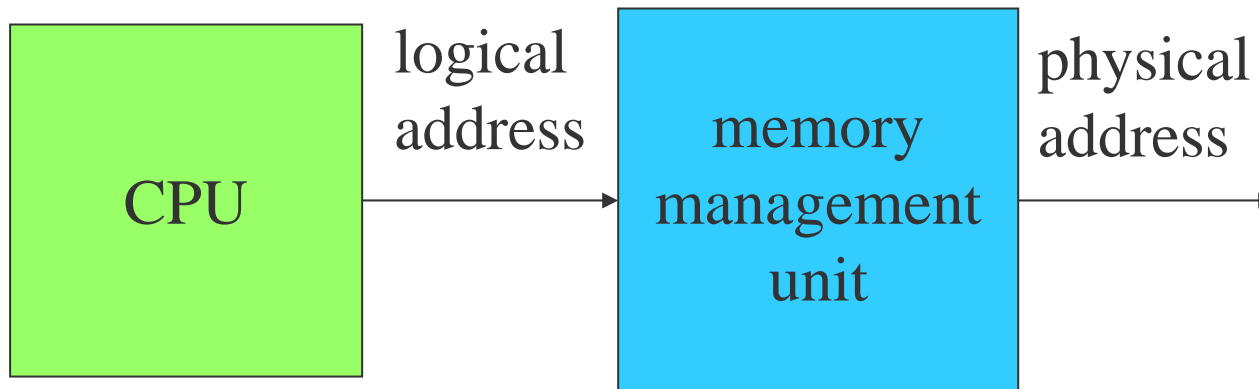 CPU
logical
address
memory
management
unit
physical
address